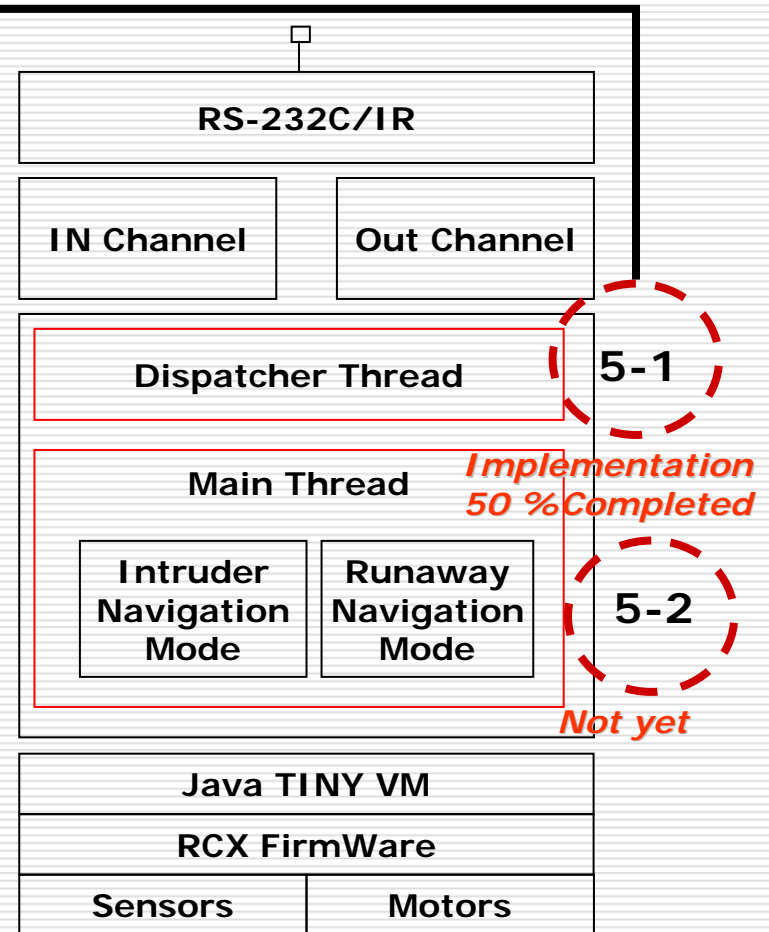 RS-232C/IR
IN Channel
Out Channel
Dispatcher Thread
5-1
Implementation
50 %Completed
Main Thread
Intruder
Navigation
Mode
Runaway
Navigation
Mode
5-2
Not yet
Java TINY VM
RCX FirmWare
Sensors
Motors